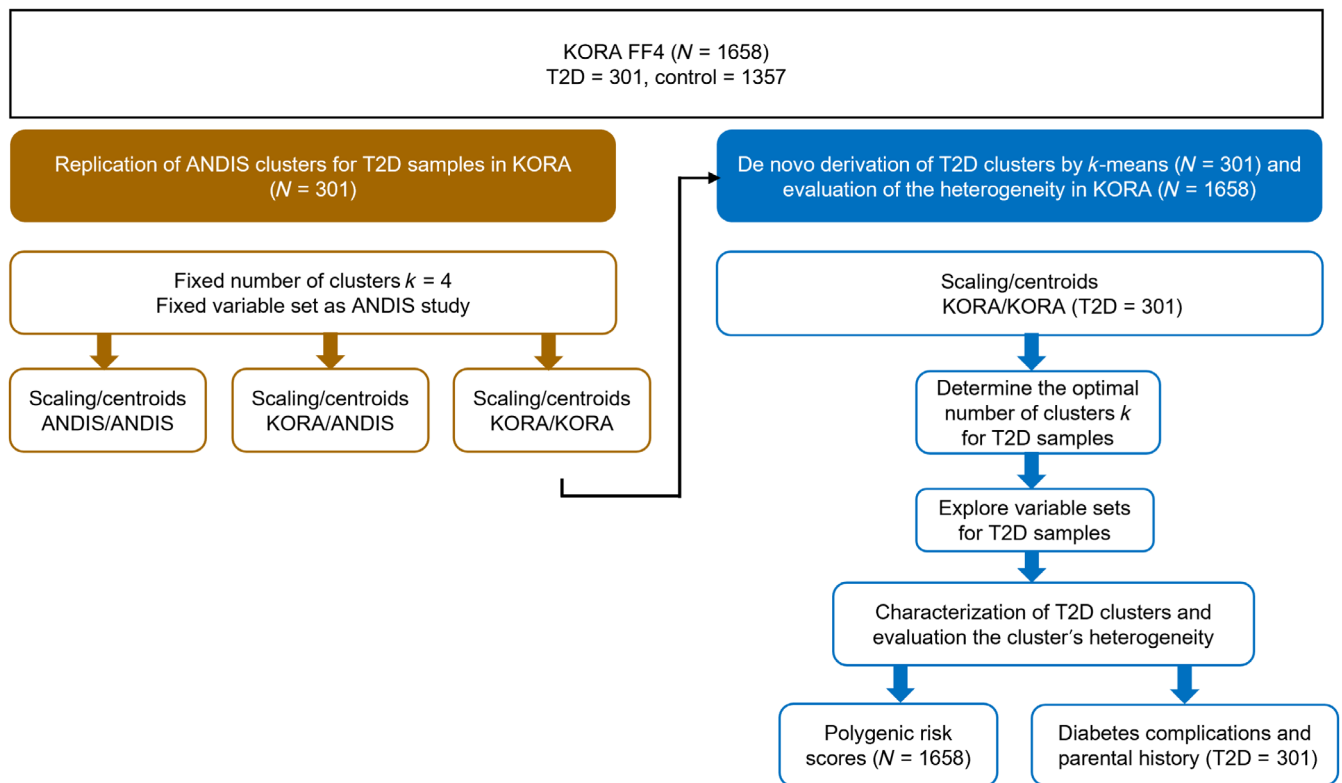 KORA FF4 (N = 1658)
T2D = 301, control = 1357
Replication of ANDIS clusters for T2D samples in KORA
(N = 301)
De novo derivation of T2D clusters by k-means (N = 301) and
evaluation of the heterogeneity in KORA (N = 1658)
Fixed number of clusters k = 4
Fixed variable set as ANDIS study
Scaling/centroids
ANDIS/ANDIS
Scaling/centroids
KORA/ANDIS
Scaling/centroids
KORA/KORA
Scaling/centroids
KORA/KORA (T2D = 301)
Determine the optimal
number of clusters k
for T2D samples
Explore variable sets
for T2D samples
Characterization of T2D clusters and
evaluation the cluster′s heterogeneity
Polygenic risk
scores (N = 1658)
Diabetes complications and
parental history (T2D = 301)